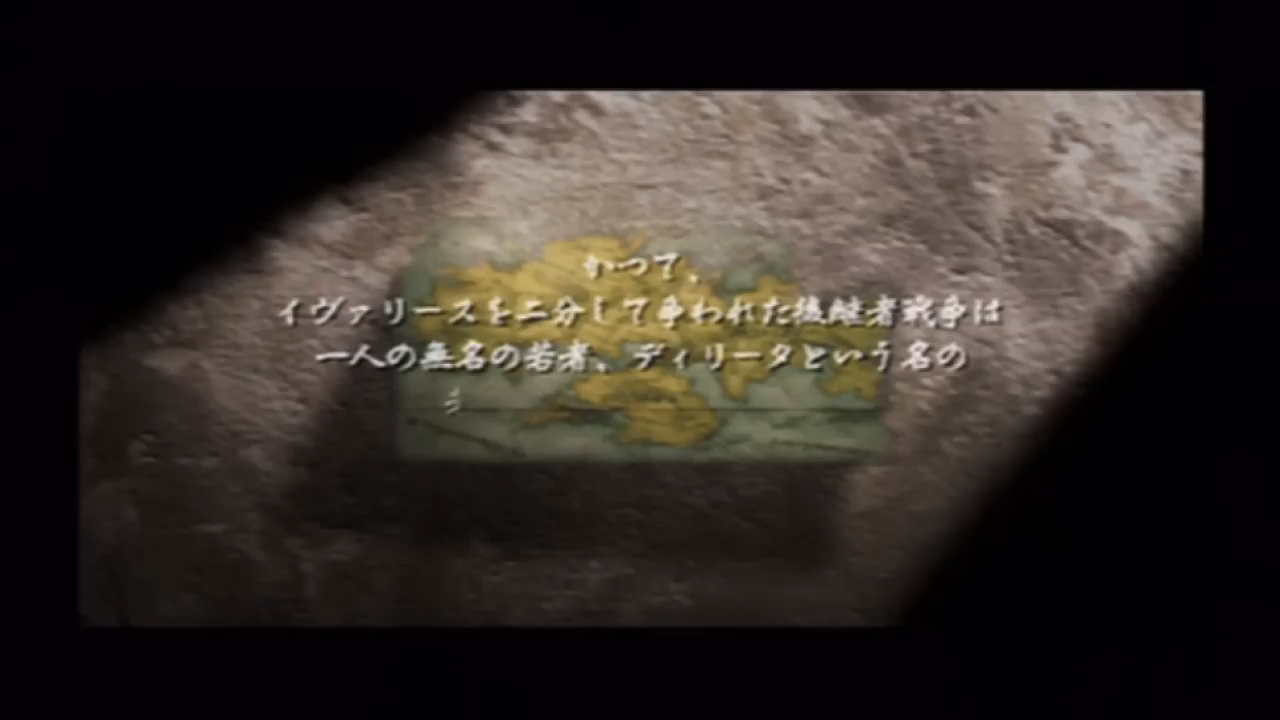 かつて、
イヴァリースを二分して争われた後継者戦争は
一人の無名の若者、ディリータという名の